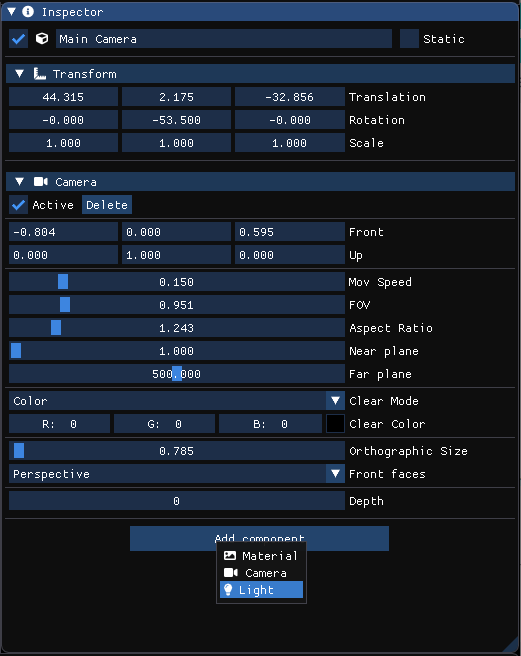 Inspector
Main Camera Static
Transform
44.315 2.175 -32.856 Translation
-0.000 -53.500 -0.000 Rotation
1.000 1.000 1.000 Scale
Camera
Active Delete
-0.804 0.000 0.595 Front
0.000 1.000 0.000 Up
0.150 Mov Speed
0.951 FOV
1.243 Aspect Ratio
1.000 Near plane
500.000 Far plane
Color Clear Mode
R: 0 G: 0 B: 0 Clear Color
0.785 Orthographic Size
Perspective Front faces
0 Depth
Add component
Material
Camera
Light